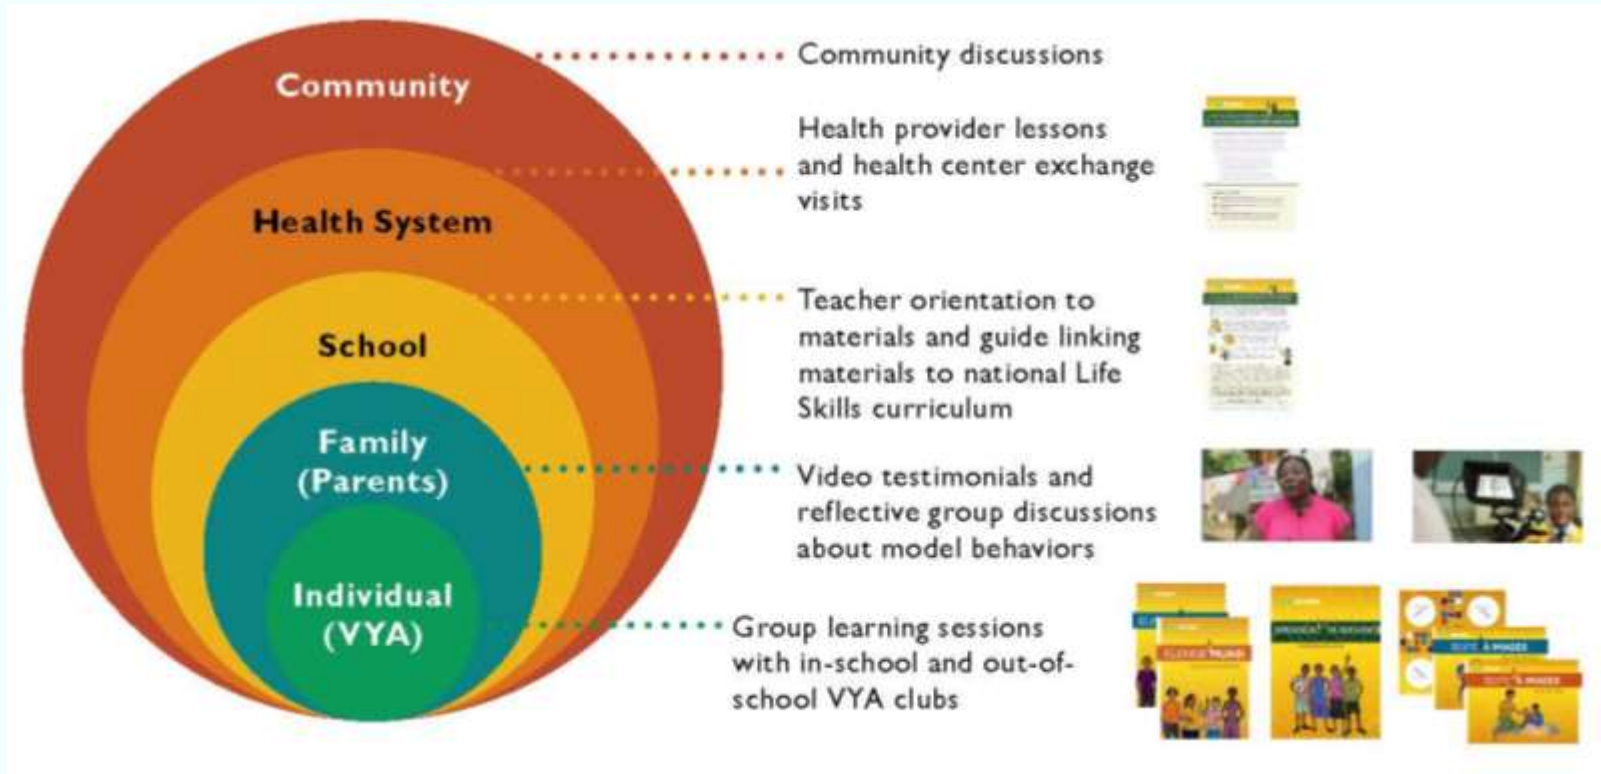 Community
Health System
School
Family
(Parents)
Individual
(VYA)
Community discussions
Health provider lessons
and health center exchange
visits
Teacher orientation to
materials and guide linking
materials to national Life
Skills curriculum
Video testimonials and
reflective group discussions
about model behaviors
Group learning sessions
with in-school and out-of-
school VYA clubs